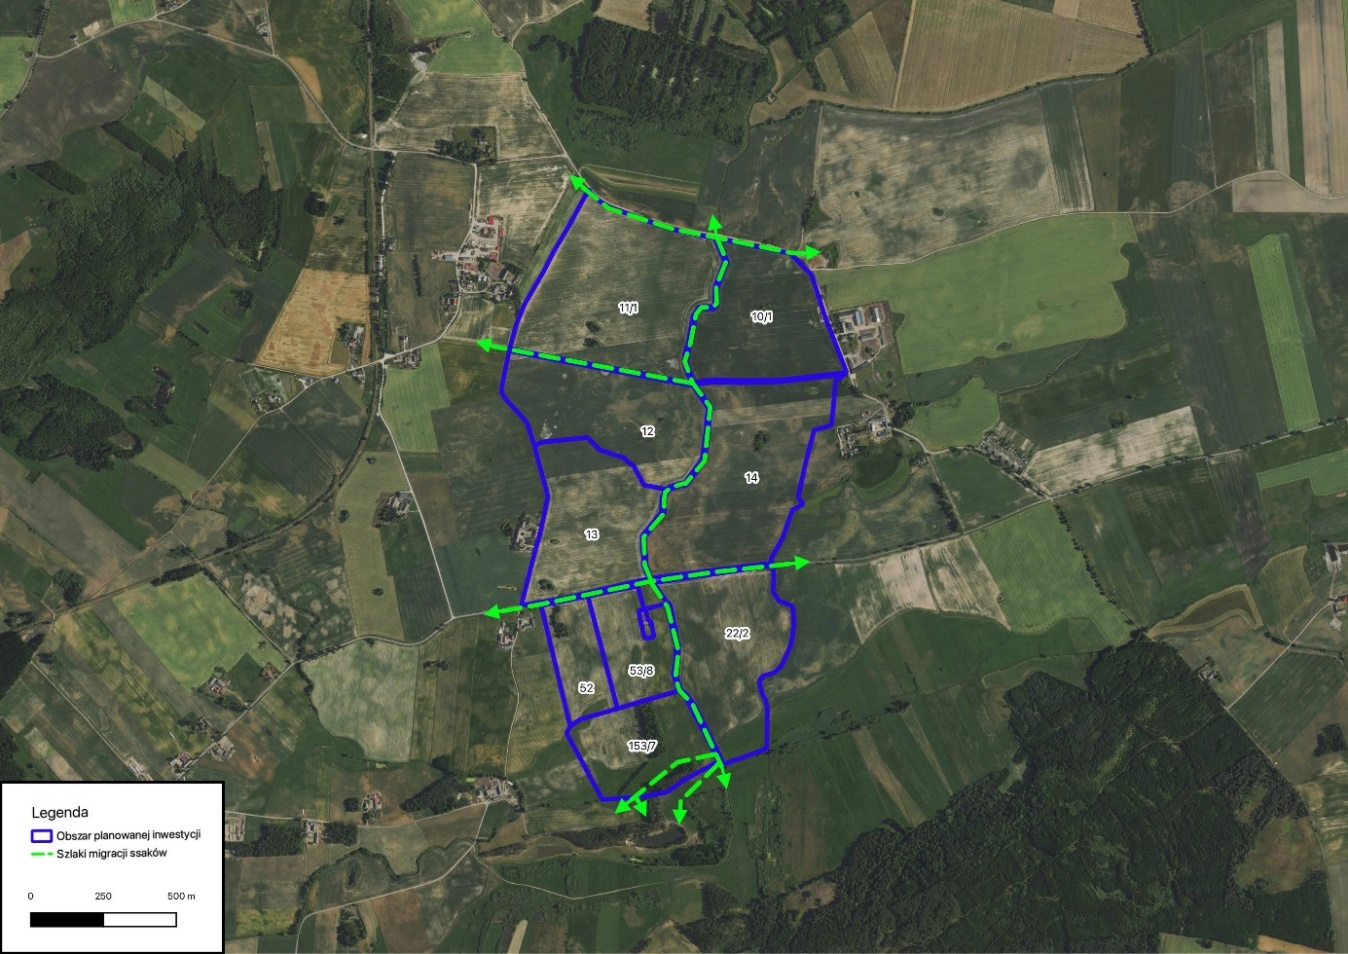 11/1
10/1
12
14
13
22/2
53/8
52
153/7
Legenda
Obszar planowanej inwestycji
Szlaki migracji ssaków
0 250 500 m